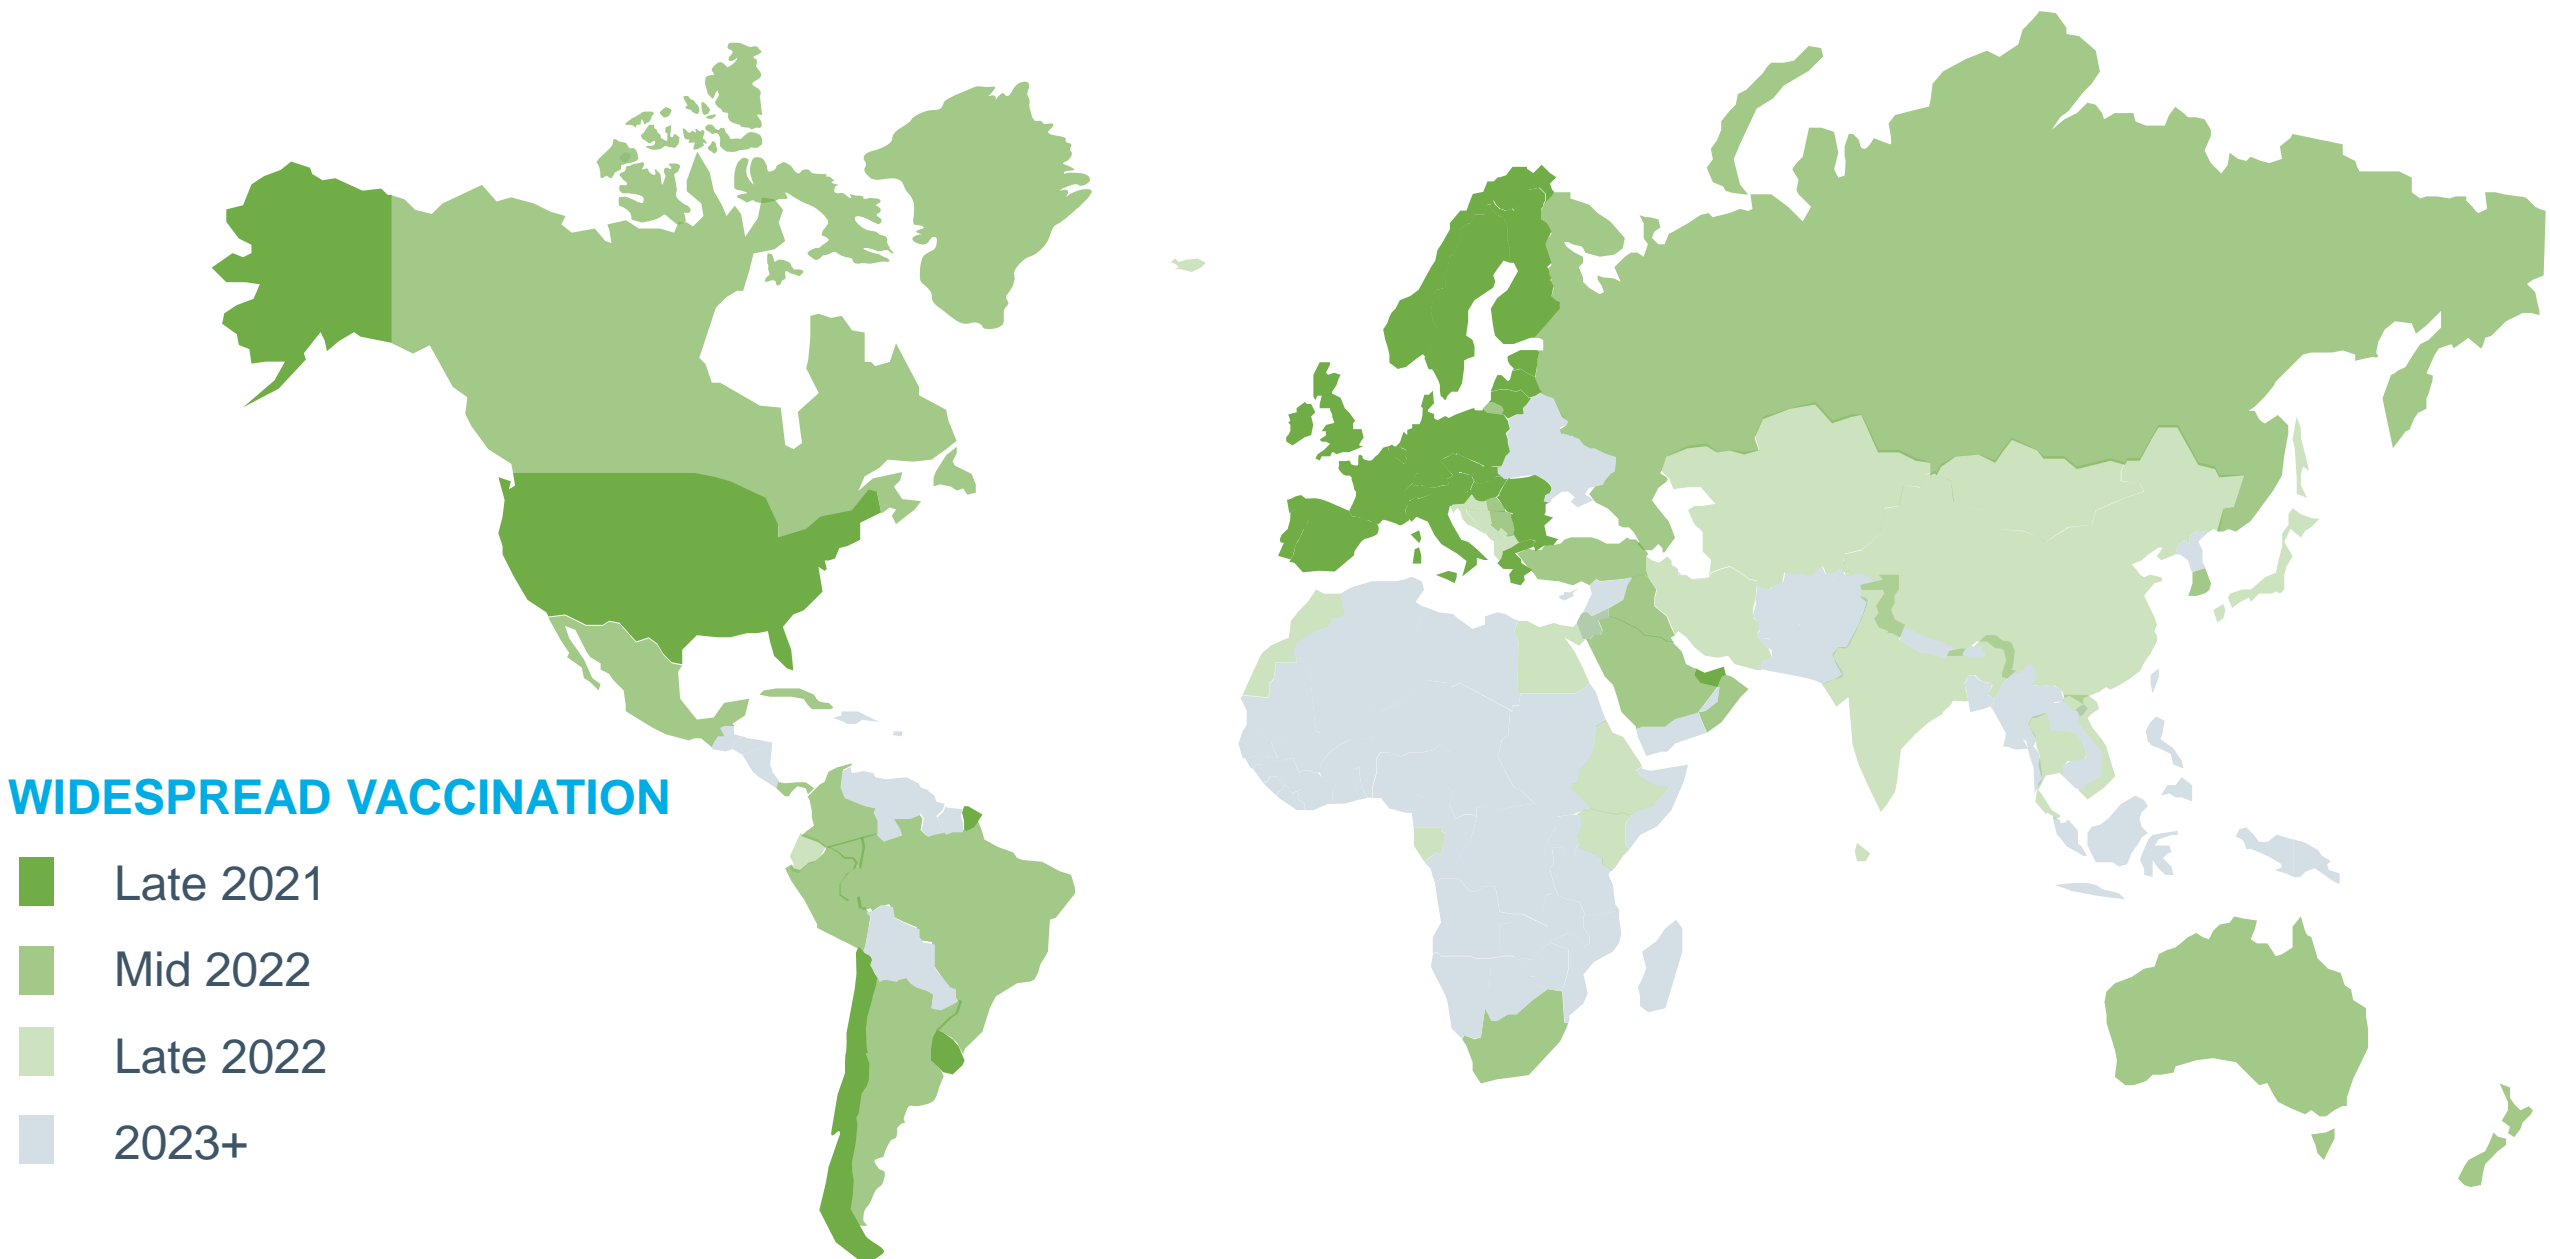 WIDESPREAD VACCINATION
Late 2021
Mid 2022
Late 2022
2023+